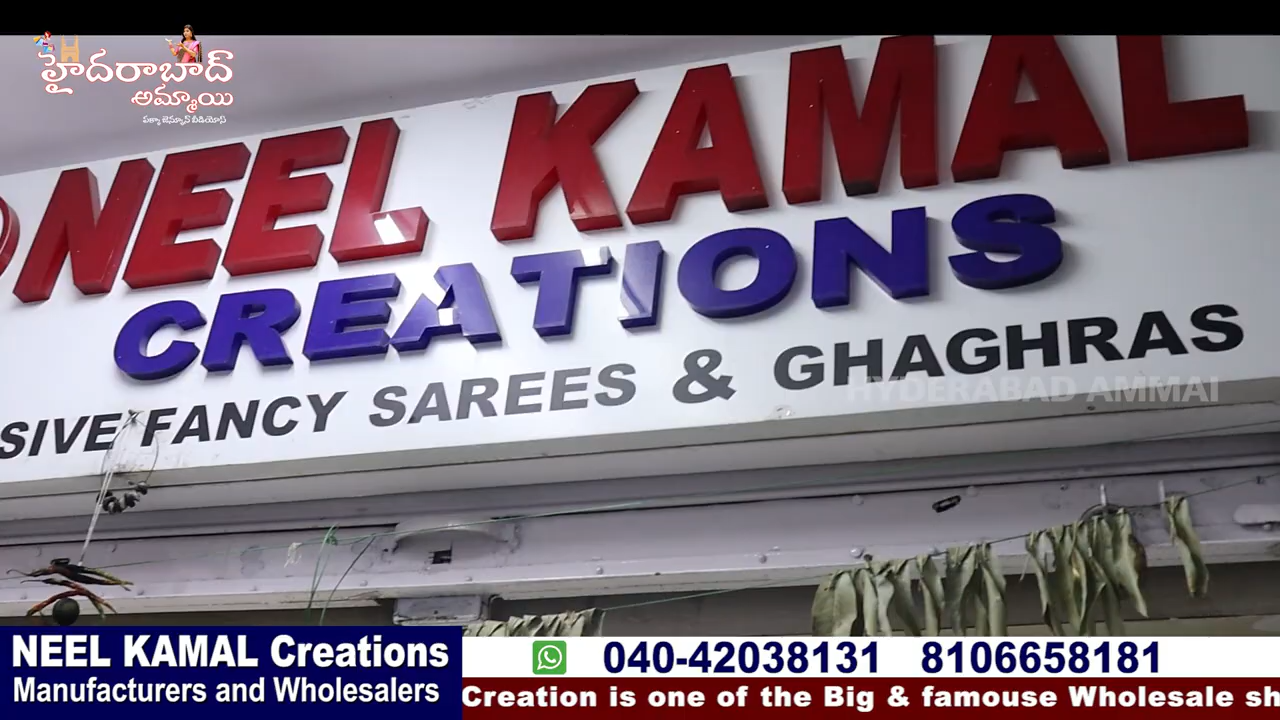 హైదరాబాద్
అమ్మాయి
పక్కా జెన్యూన్ వీడియోస్
NEEL KAMAL
CREATIONS
SIVE FANCY SAREES & GHAGHRAS
HYDERABAD AMMAI
NEEL KAMAL Creations
Manufacturers and Wholesalers
040-42038131 8106658181
Creation is one of the Big & famouse Wholesale sh